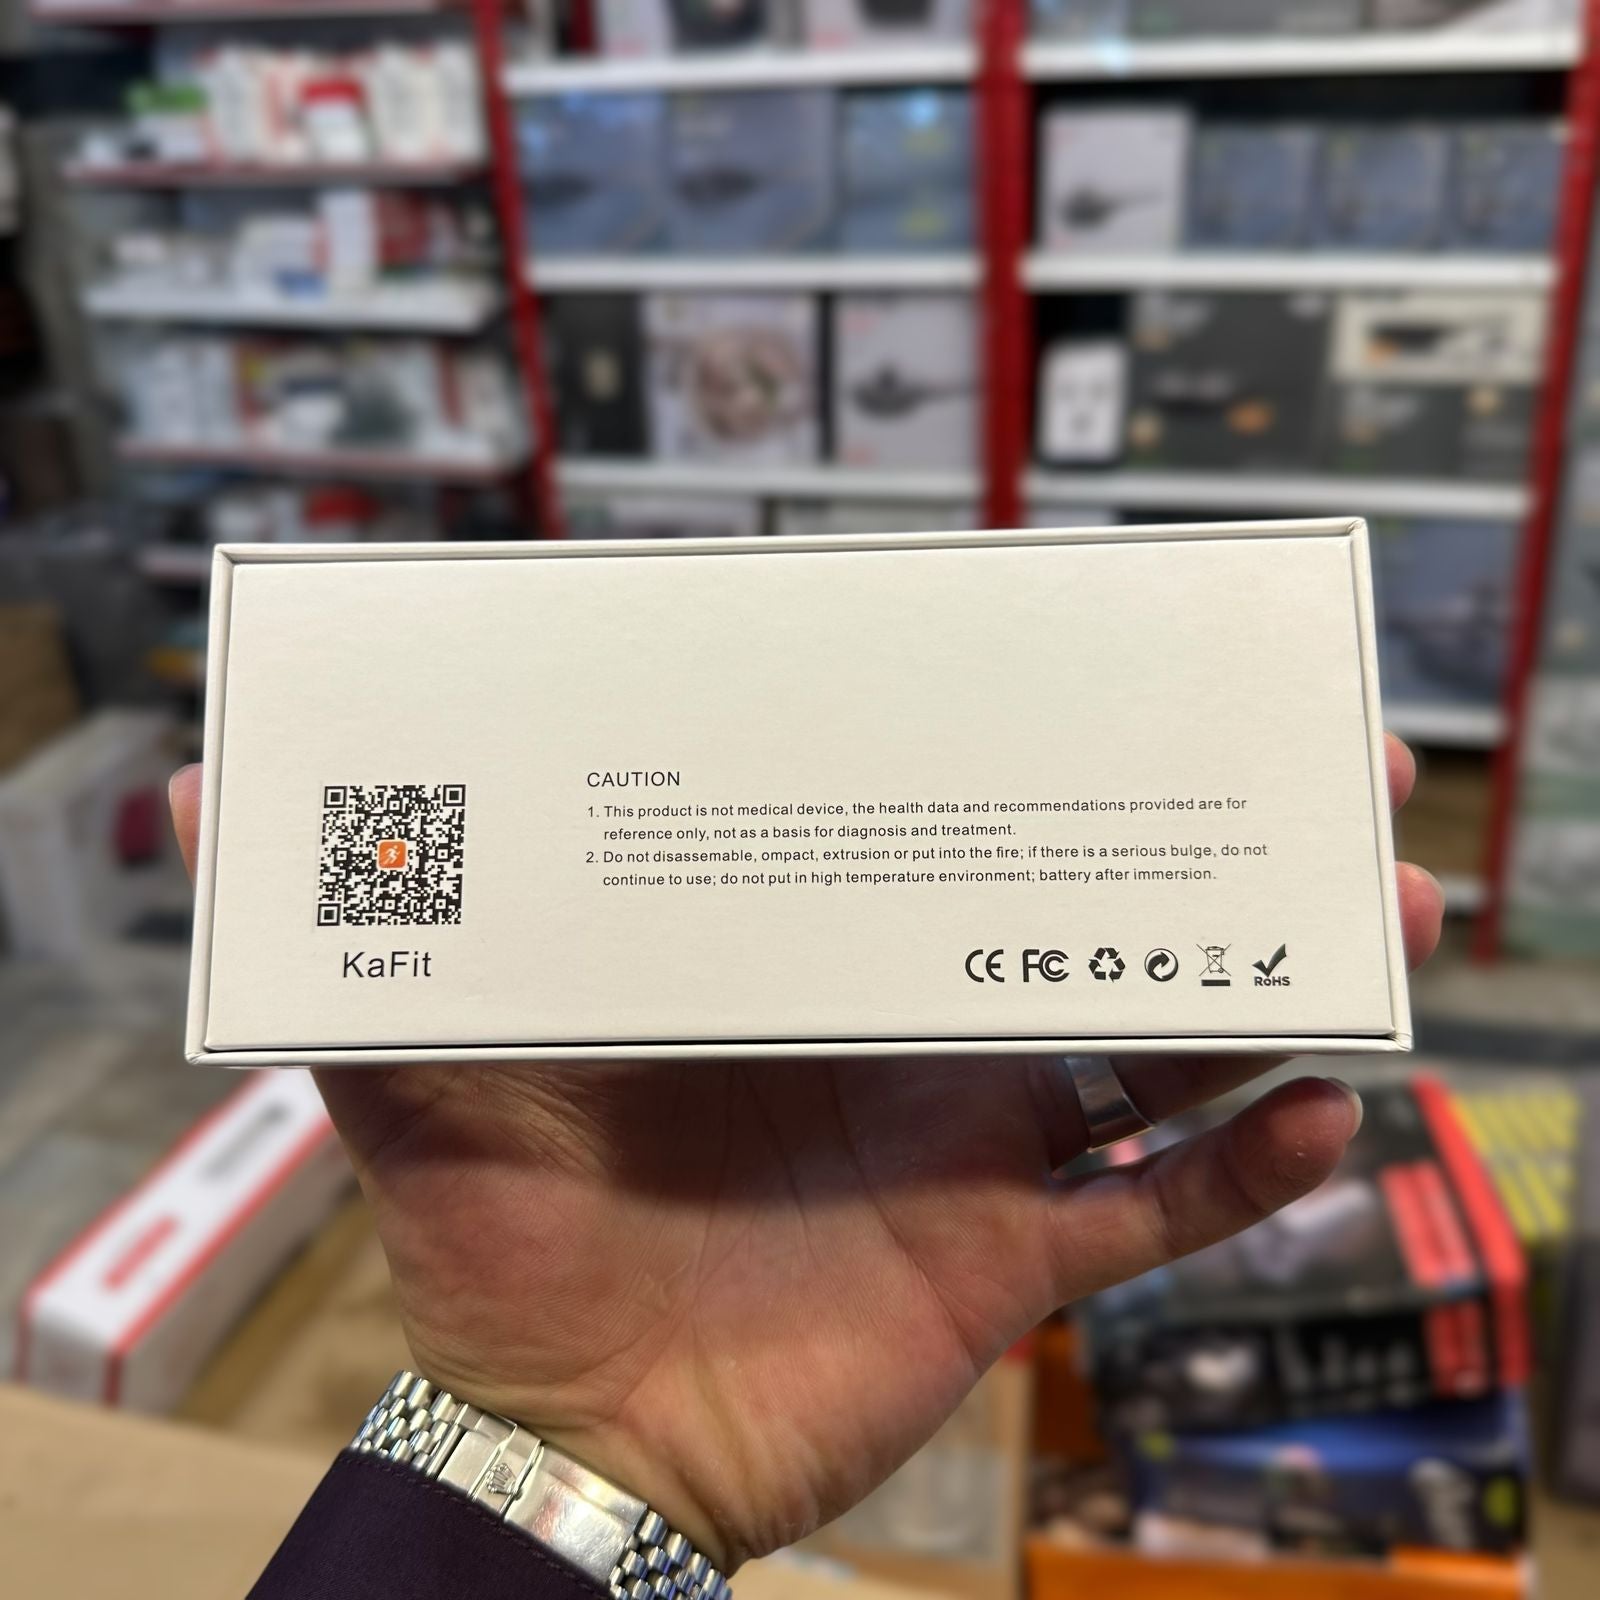 CAUTION
1. This product is not medical device, the health data and recommendations provided are for
reference only, not as a basis for diagnosis and treatment.
2. Do not disassemable, ompact, extrusion or put into the fire; if there is a serious bulge, do not
continue to use; do not put in high temperature environment; battery after immersion.
KaFit
CE FC RoHS